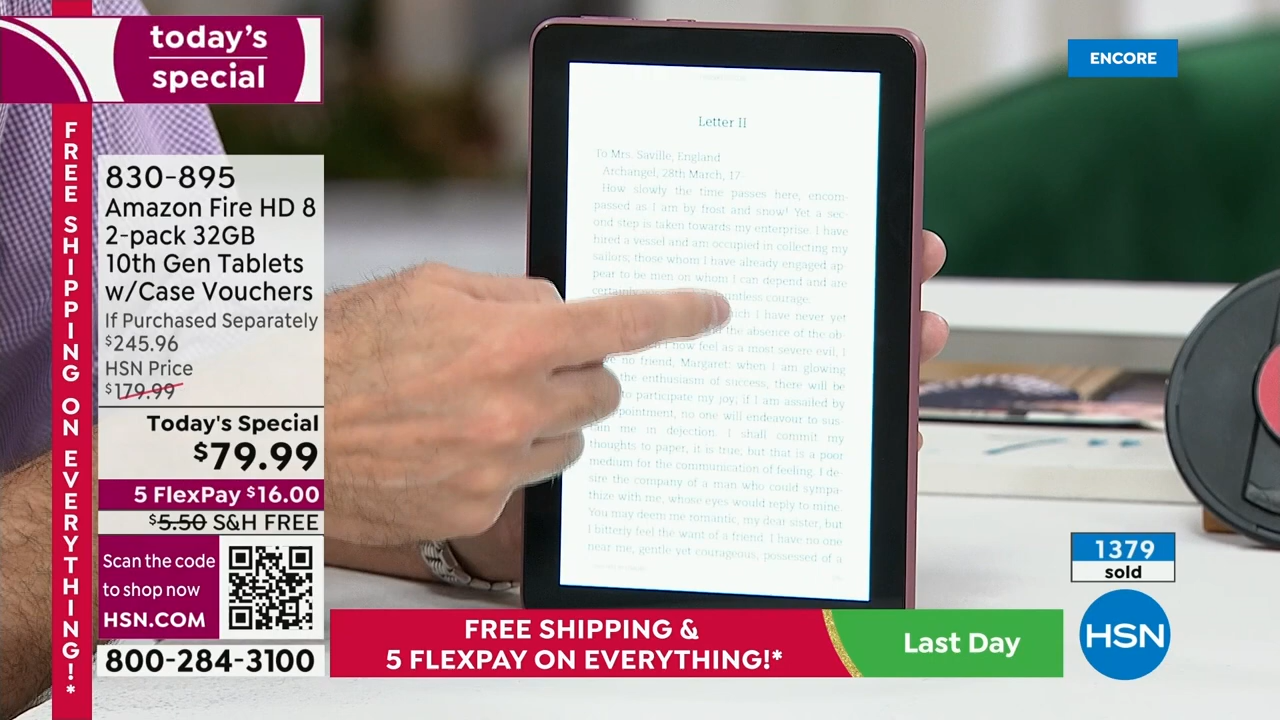 today's
special
ENCORE
FREE SHIPPING ON EVERYTHING!*
830-895
Amazon Fire HD 8
2-pack 32GB
10th Gen Tablets
w/Case Vouchers
If Purchased Separately
$245.96
HSN Price
$179.99
Today's Special
$79.99
5 FlexPay $16.00
$5.50 S&H FREE
Scan the code
to shop now
HSN.COM
800-284-3100
Letter II
To Mrs. Saville, England
Archangel, 28th March, 17
How slowly the time passes here, encom-
passed as I am by frost and snow! Yet a sec-
ond step is taken towards my enterprise. I have
hired a vessel and am occupied in collecting my
sailors; those whom I have already engaged ap
pear to be men on whom I can depend and are
certainly untless courage.
ich I have never yet
the absence of the ob-
I now feel as a most severe evil, I
ve no friend, Margaret: when I am glowing
the enthusiasm of success, there will be
to participate my joy; if I am assailed by
ppointment, no one will endeavour to sus-
tain me in dejection. I shall commit my
thoughts to paper, it is true; but that is a poor
medium for the communication of feeling. I de-
sire the company of a man who could sympa-
thize with me, whose eyes would reply to mine.
You may deem me romantic, my dear sister, but
I bitterly feel the want of a friend. I have no one
near me, gentle yet courageous, possessed of a
1379
sold
HSN
FREE SHIPPING &
5 FLEXPAY ON EVERYTHING!*
Last Day